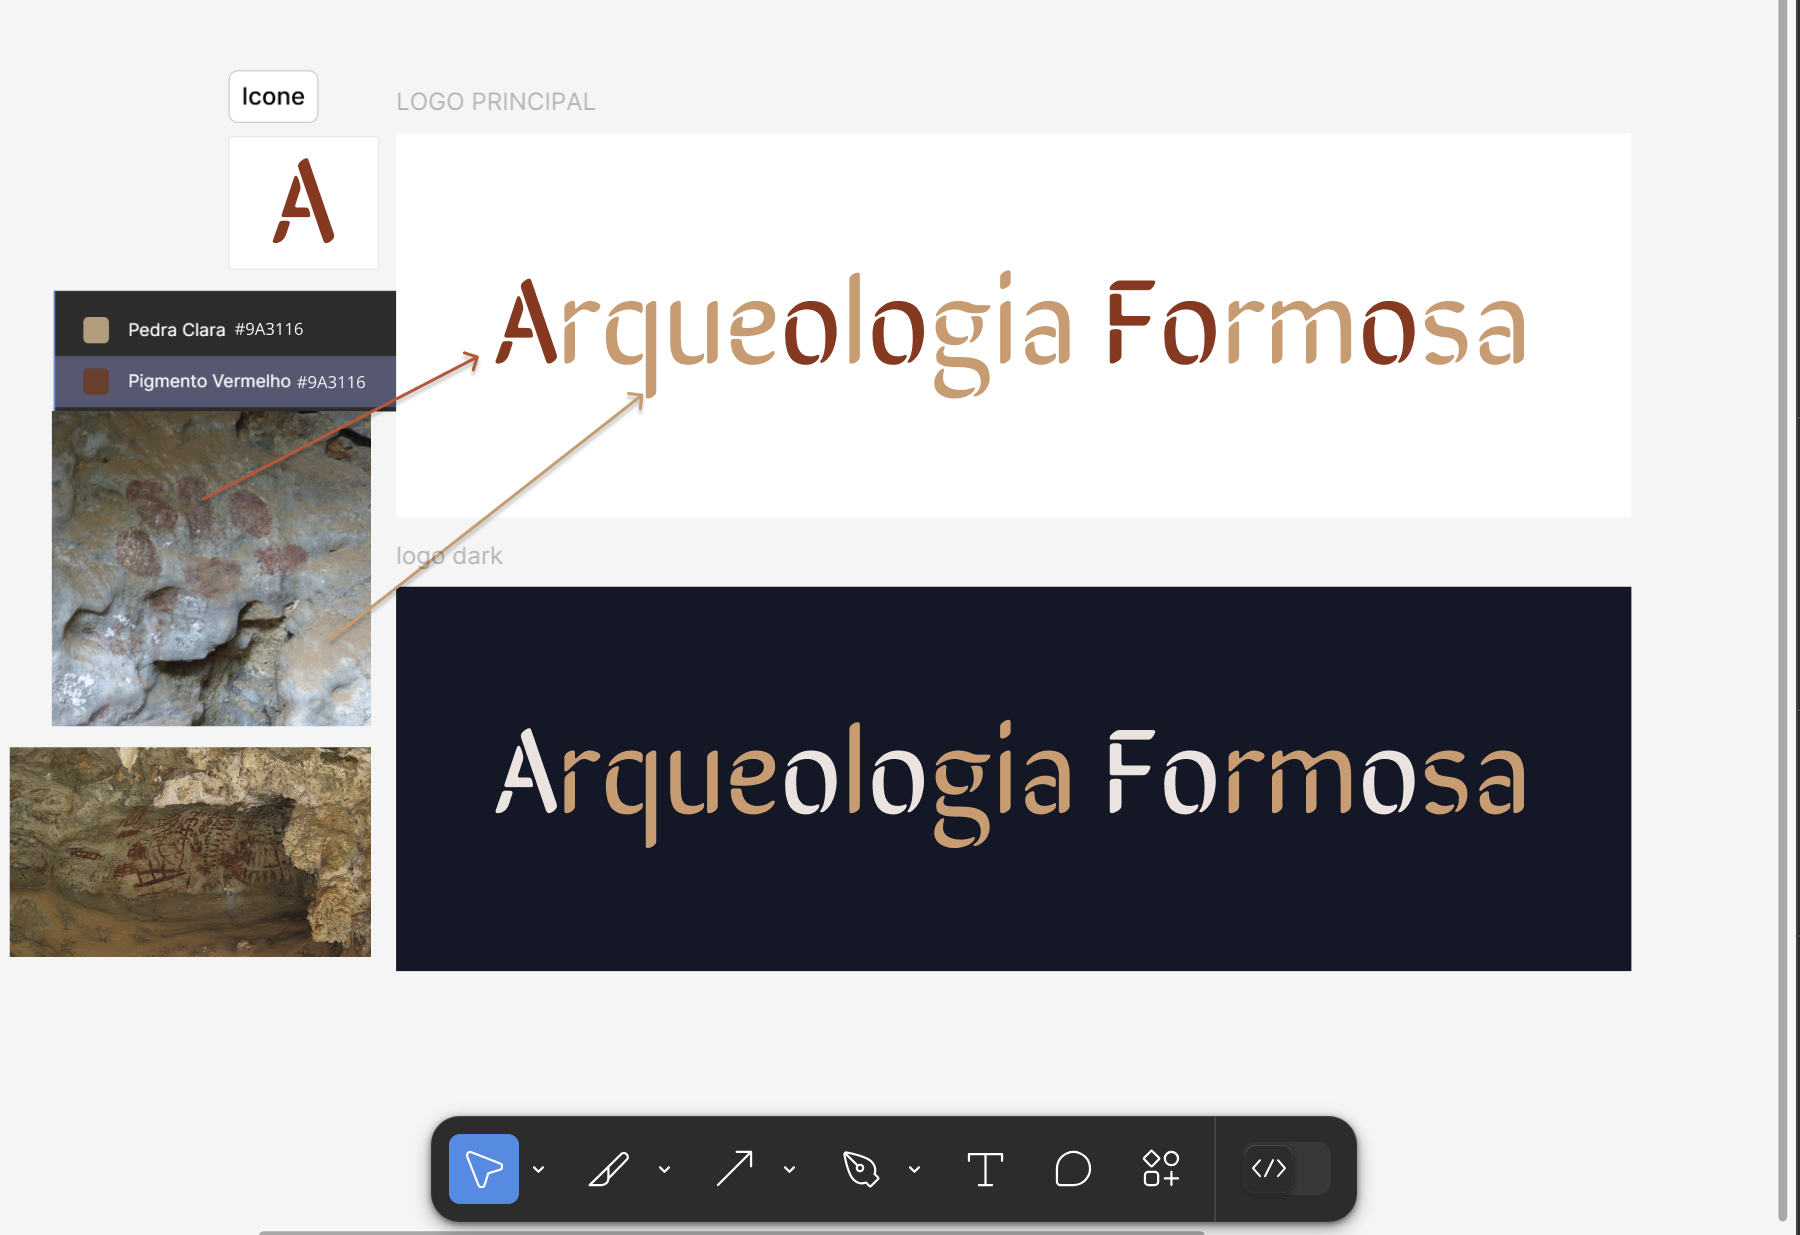 Icone
LOGO PRINCIPAL
A
Arqueologia Formosa
Pedra Clara #9A3116
Pigmento Vermelho #9A3116
logo dark
Arqueologia Formosa